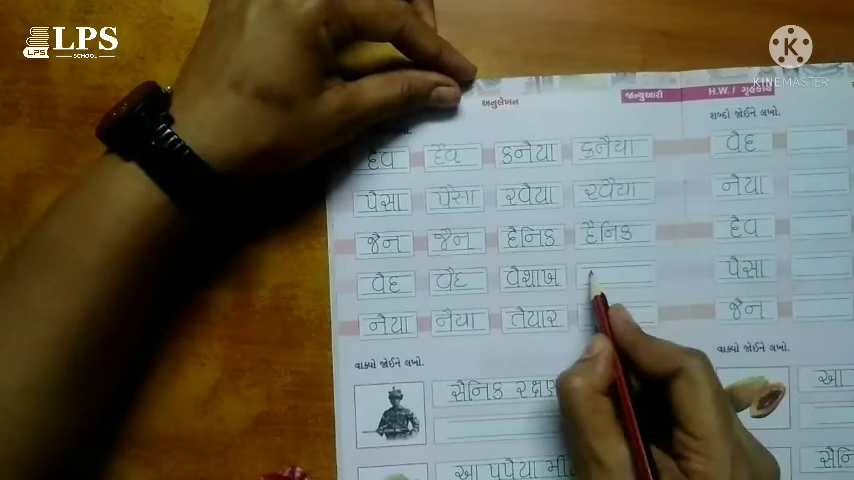 LPS
LPS
SCHOOL
KINEMASTER
અનુલેખન જાન્યુઆરી H.W. / ગૃહકાર્ય
શબ્દો જોઈને લખો.
દૈવ દૈવ કનૈયા કનૈયા વૈદ
પૈસા પૈસા રવૈયા રવૈયા નૈયા
જૈન જૈન દૈનિક દૈનિક દૈવ
વૈદ વૈદ વૈશાખ પૈસા
નૈયા નૈયા તૈયાર જૈન
વાક્યો જોઈને લખો. વાક્યો જોઈને લખો.
સૈનિક રક્ષણ આ
આ પપૈયા મી